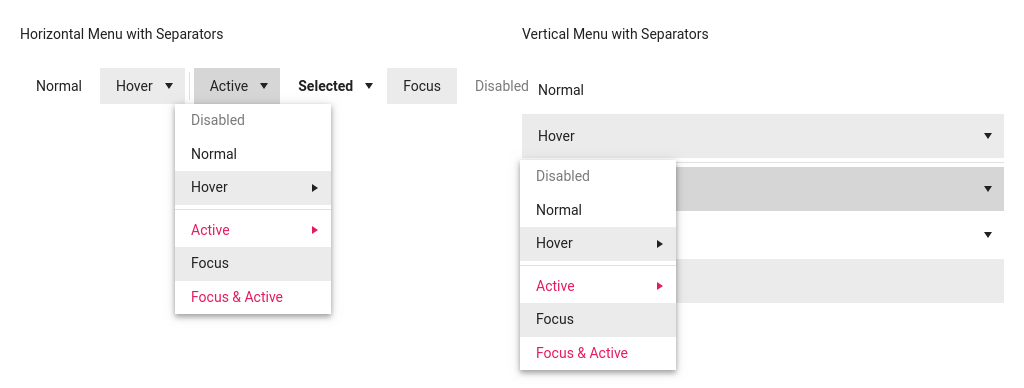 Horizontal Menu with Separators
Normal Hover Active Selected Focus Disabled
Disabled
Normal
Hover
Active
Focus
Focus & Active
Vertical Menu with Separators
Normal
Hover
Disabled
Normal
Hover
Active
Focus
Focus & Active